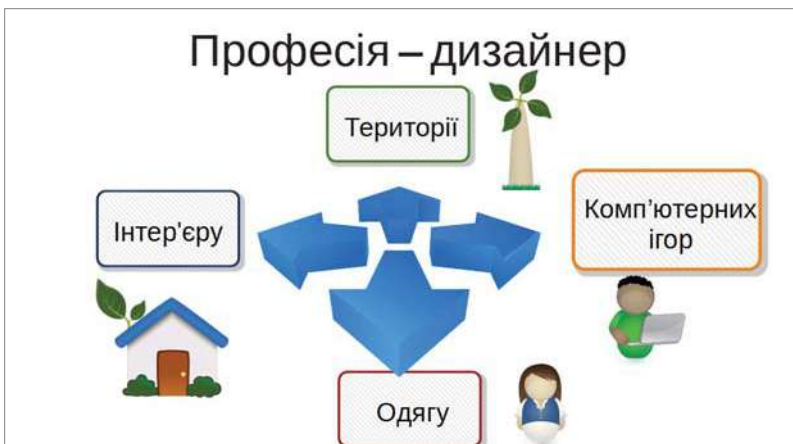 Професія – дизайнер
Території
Інтер'єру
Комп’ютерних
ігор
Одягу